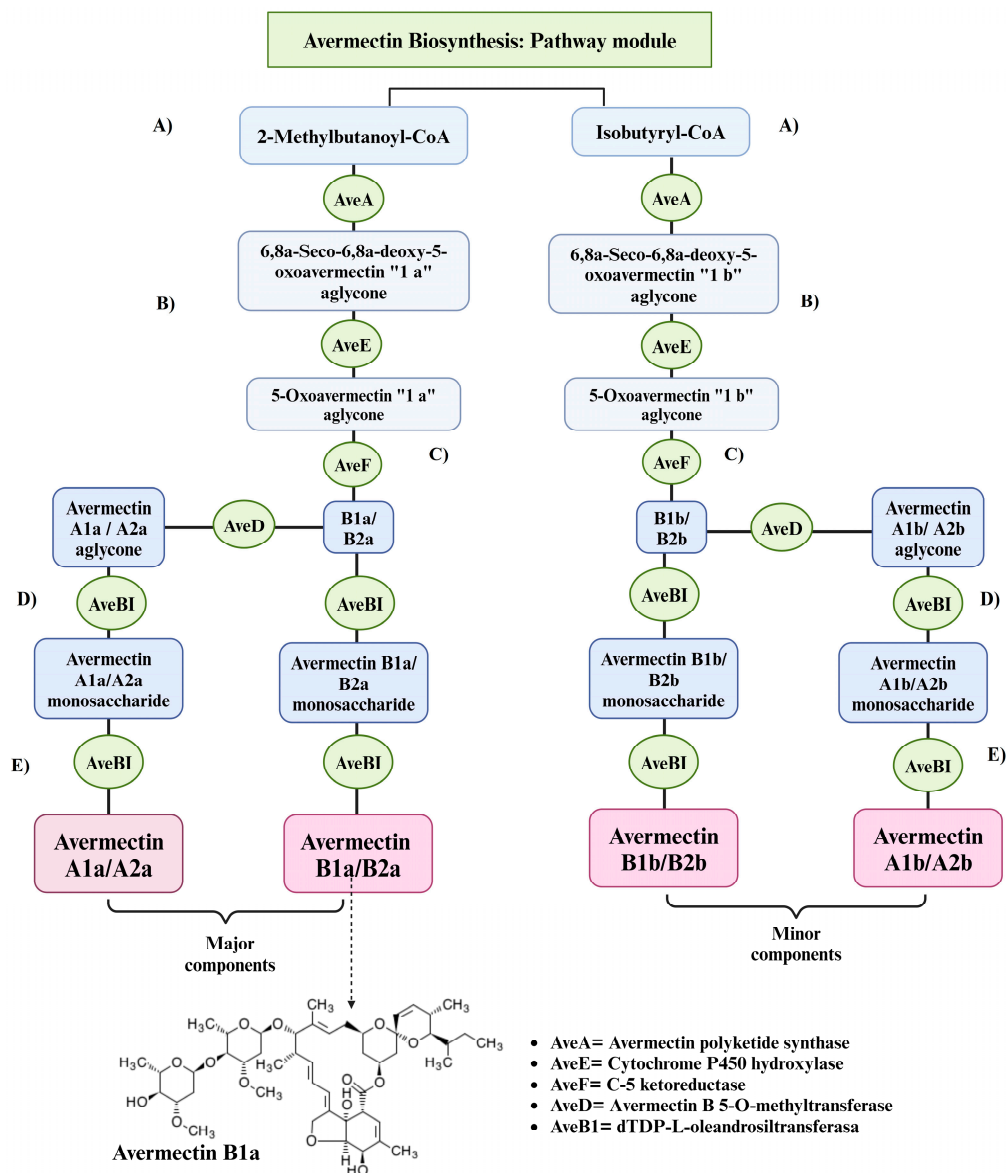 Avermectin Biosynthesis: Pathway module
A)
2-Methylbutanoyl-CoA
Isobutyryl-CoA
A)
AveA
AveA
6,8a-Seco-6,8a-deoxy-5-
oxoavermectin "1 a"
aglycone
6,8a-Seco-6,8a-deoxy-5-
oxoavermectin "1 b"
aglycone
B)
B)
AveE
AveE
5-Oxoavermectin "1 a"
aglycone
5-Oxoavermectin "1 b"
aglycone
C)
C)
AveF
AveF
Avermectin
A1a / A2a
aglycone
AveD
B1a/
B2a
B1b/
B2b
AveD
Avermectin
A1b/ A2b
aglycone
D)
AveBI
AveBI
AveBI
AveBI
D)
Avermectin
A1a/A2a
monosaccharide
Avermectin B1a/
B2a
monosaccharide
Avermectin B1b/
B2b
monosaccharide
Avermectin
A1b/A2b
monosaccharide
E)
AveBI
AveBI
AveBI
AveBI
E)
Avermectin
A1a/A2a
Avermectin
B1a/B2a
Avermectin
B1b/B2b
Avermectin
A1b/A2b
Major
components
Minor
components
CH3
CH3
H3C
O
O
O
O
CH3
H3C
O
O
H3C
O
O
CH3
O
O
HO
O
CH3
O
CH3
O
OH
H
O
H
CH3
OH
Avermectin B1a
• AveA= Avermectin polyketide synthase
• AveE= Cytochrome P450 hydroxylase
• AveF= C-5 ketoreductase
• AveD= Avermectin B 5-O-methyltransferase
• AveB1= dTDP-L-oleandrosiltransferasa